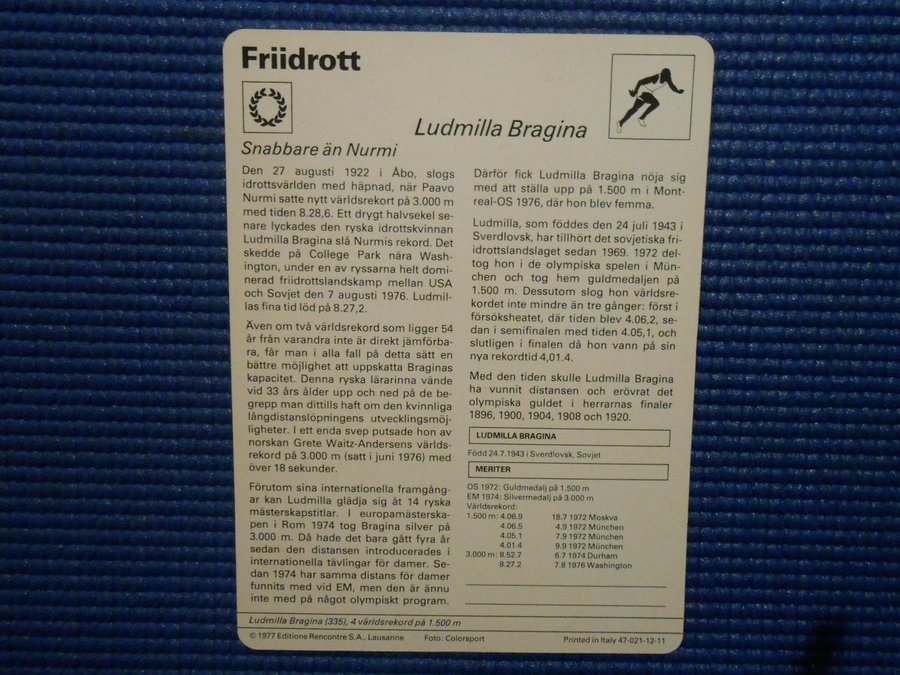 Friidrott
Ludmilla Bragina
Snabbare än Nurmi
Den 27 augusti 1922 i Åbo, slogs
idrottsvärlden med häpnad, när Paavo
Nurmi satte nytt världsrekord på 3.000 m
med tiden 8.28,6. Ett drygt halvsekel se-
nare lyckades den ryska idrottskvinnan
Ludmilla Bragina slå Nurmis rekord. Det
skedde på College Park nära Wash-
ington, under en av ryssarna helt domi-
nerad friidrottslandskamp mellan USA
och Sovjet den 7 augusti 1976. Ludmil-
las fina tid löd på 8.27,2.
Även om två världsrekord som ligger 54
år från varandra inte är direkt jämförba-
ra, får man i alla fall på detta sätt en
bättre möjlighet att uppskatta Braginas
kapacitet. Denna ryska lärarinna vände
vid 33 års ålder upp och ned på de be-
grepp man dittills haft om den kvinnliga
långdistanslöpningens utvecklingsmöj-
ligheter. I ett enda svep putsade hon av
norskan Grete Waitz-Andersens världs-
rekord på 3.000 m (satt i juni 1976) med
över 18 sekunder.
Förutom sina internationella framgång-
ar kan Ludmilla glädja sig åt 14 ryska
mästerskapstitlar. I europamästerska-
pen i Rom 1974 tog Bragina silver på
3.000 m. Då hade det bara gått fyra år
sedan den distansen introducerades i
internationella tävlingar för damer. Se-
dan 1974 har samma distans för damer
funnits med vid EM, men den är ännu
inte med på något olympiskt program.
Därför fick Ludmilla Bragina nöja sig
med att ställa upp på 1.500 m i Mont-
real-OS 1976, där hon blev femma.
Ludmilla, som föddes den 24 juli 1943 i
Sverdlovsk, har tillhört det sovjetiska fri-
idrottslandslaget sedan 1969. 1972 del-
tog hon i de olympiska spelen i Mün-
chen och tog hem guldmedaljen på
1.500 m. Dessutom slog hon världsre-
kordet inte mindre än tre gånger: först i
försöksheatet, där tiden blev 4.06,2, se-
dan i semifinalen med tiden 4.05,1, och
slutligen i finalen då hon vann på sin
nya rekordtid 4,01.4.
Med den tiden skulle Ludmilla Bragina
ha vunnit distansen och erövrat det
olympiska guldet i herrarnas finaler
1896, 1900, 1904, 1908 och 1920.
LUDMILLA BRAGINA
Född 24.7.1943 i Sverdlovsk, Sovjet
MERITER
OS 1972: Guldmedalj på 1.500 m
EM 1974: Silvermedalj på 3.000 m
Världsrekord:
1.500 m: 4.06.9 18.7 1972 Moskva
4.06.5 4.9 1972 München
4.05.1 7.9 1972 München
4.01.4 9.9 1972 München
3.000 m: 8.52.7 6.7 1974 Durham
8.27.2 7.8 1976 Washington
Ludmilla Bragina (335), 4 världsrekord på 1.500 m
© 1977 Editions Rencontre S.A., Lausanne Foto: Colorsport Printed in Italy 47-021-12-11